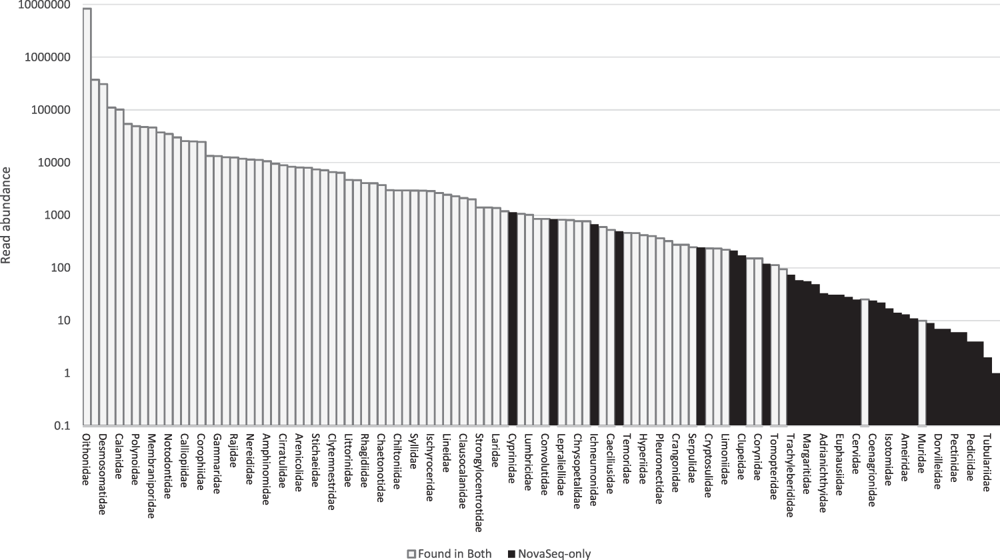 10000000
1000000
100000
10000
1000
100
10
1
0.1
Read abundance
Oithonidae
Desmosomatidae
Calanidae
Polynoidae
Membraniporidae
Notodontidae
Calliopiidae
Corophiidae
Gammaridae
Rajidae
Nereididae
Amphinomidae
Cirratulidae
Arenicolidae
Stichaeidae
Clytemnestridae
Littorinidae
Rhagidiidae
Chaetonotidae
Chiltoniidae
Syllidae
Ischyroceridae
Lineidae
Clausocalanidae
Strongylocentrotidae
Laridae
Cyprinidae
Lumbricidae
Convolutidae
Lepraliellidae
Chrysopetalidae
Ichneumonidae
Caeciliusidae
Temoridae
Hyperiidae
Pleuronectidae
Crangonidae
Serpulidae
Cryptosulidae
Limoniidae
Clupeidae
Corynidae
Tomopteridae
Trachyleberididae
Margaritidae
Adrianichthyidae
Euphausiidae
Cervidae
Coenagrionidae
Isotomidae
Ameiridae
Muridae
Dorvilleidae
Pectinidae
Pediciidae
Tubulariidae
Found in Both
NovaSeq-only